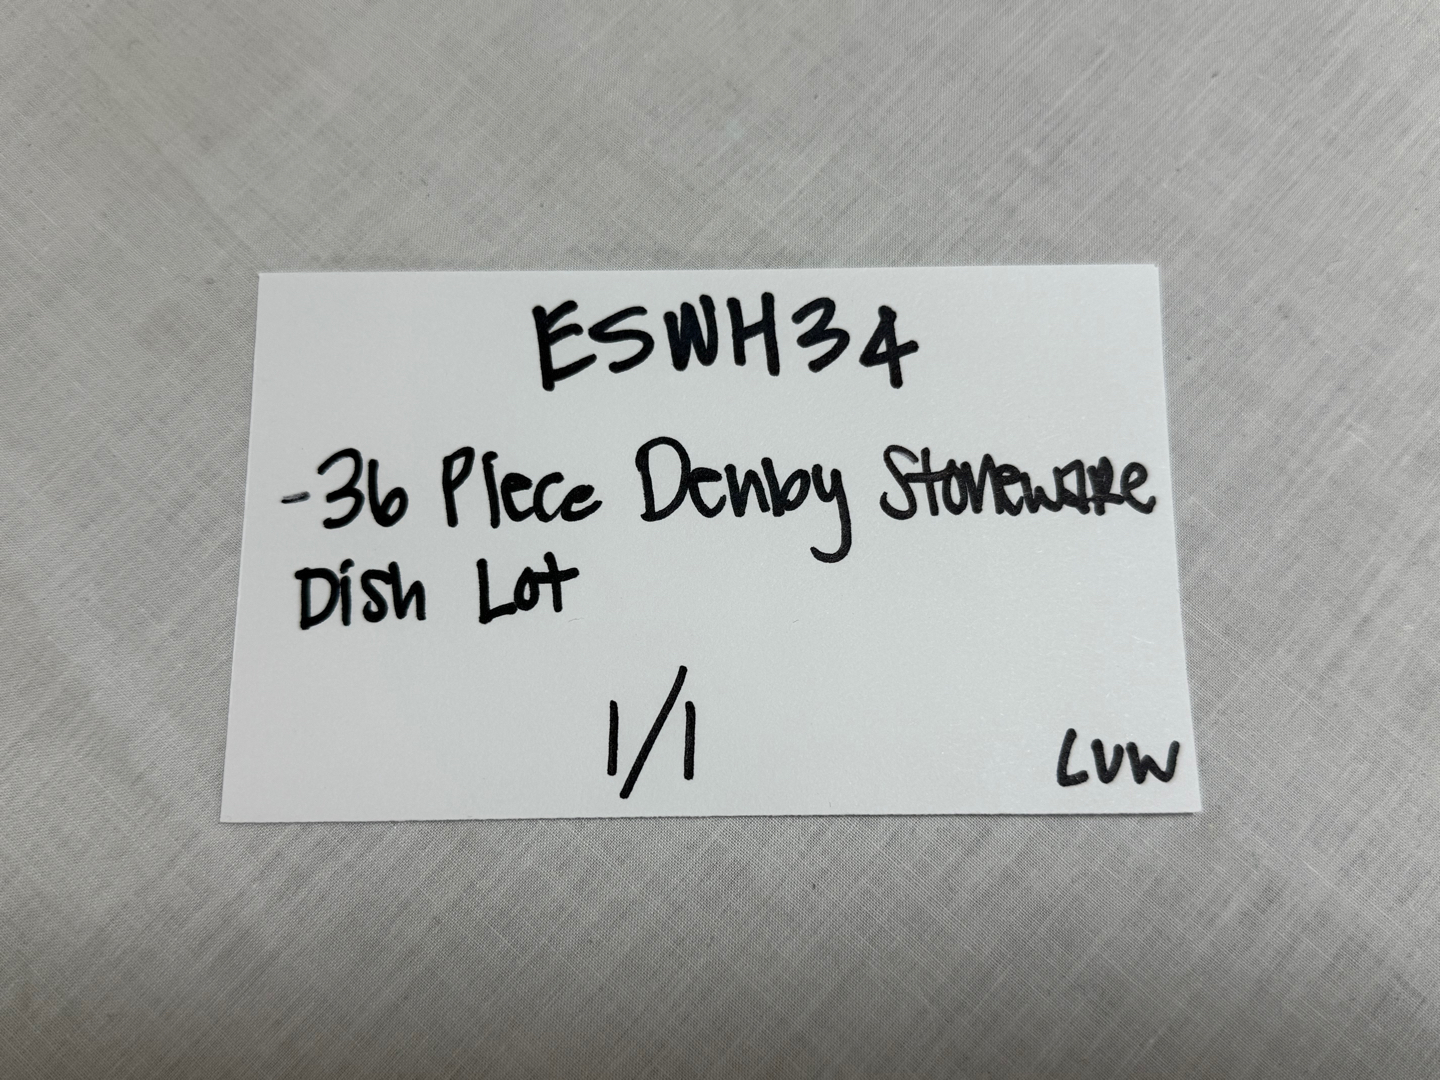 ESWH34
-36 Piece Denby Stoneware
Dish Lot
1/1
LVW